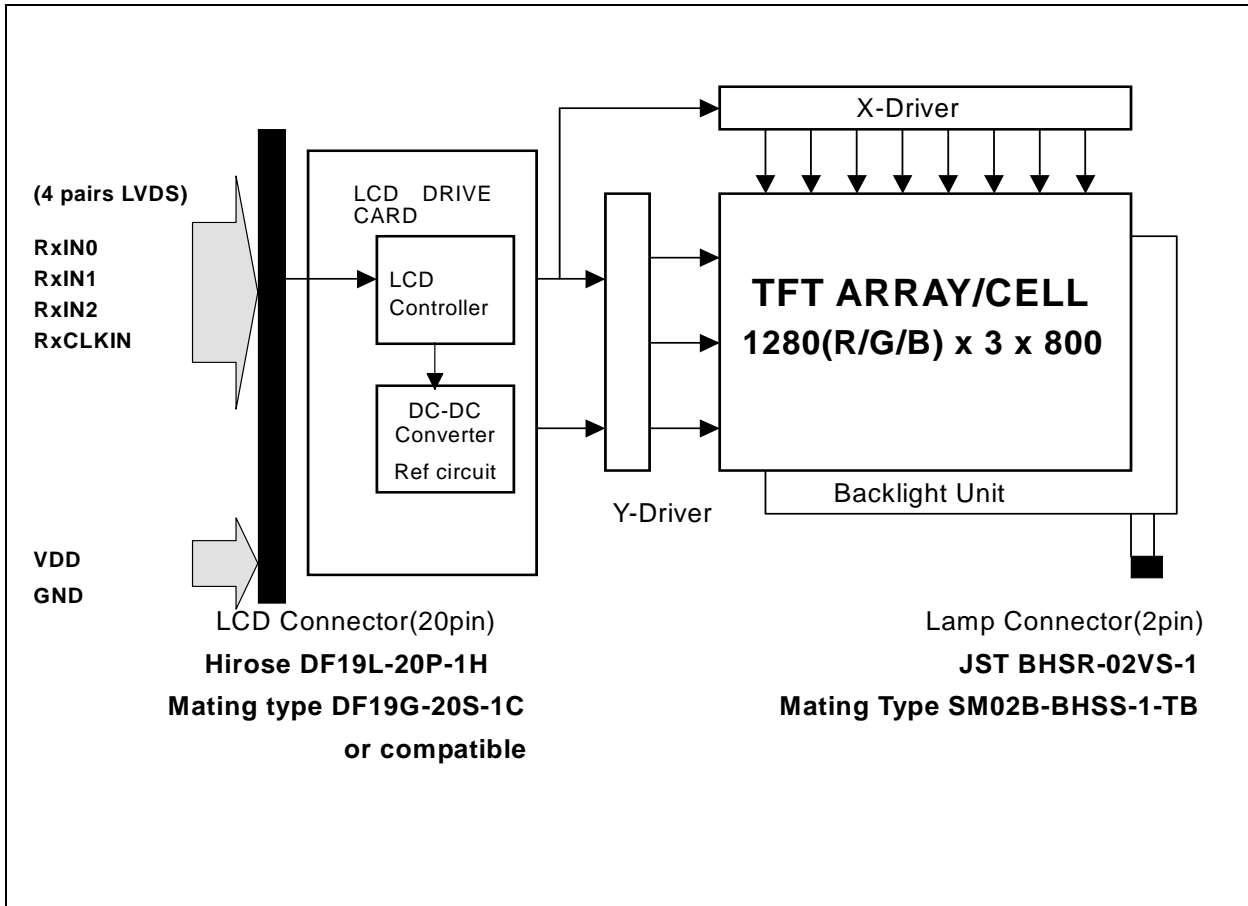 X-Driver
(4 pairs LVDS)
RxIN0
RxIN1
RxIN2
RxCLKIN
LCD DRIVE
CARD
LCD
Controller
DC-DC
Converter
Ref circuit
TFT ARRAY/CELL
1280(R/G/B) x 3 x 800
Backlight Unit
Y-Driver
VDD
GND
LCD Connector(20pin)
Hirose DF19L-20P-1H
Mating type DF19G-20S-1C
or compatible
Lamp Connector(2pin)
JST BHSR-02VS-1
Mating Type SM02B-BHSS-1-TB